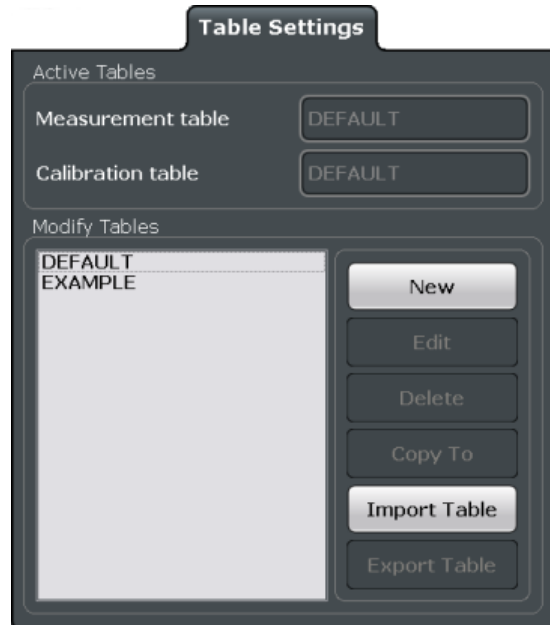 Table Settings
Active Tables
Measurement table DEFAULT
Calibration table DEFAULT
Modify Tables
DEFAULT
EXAMPLE
New
Edit
Delete
Copy To
Import Table
Export Table